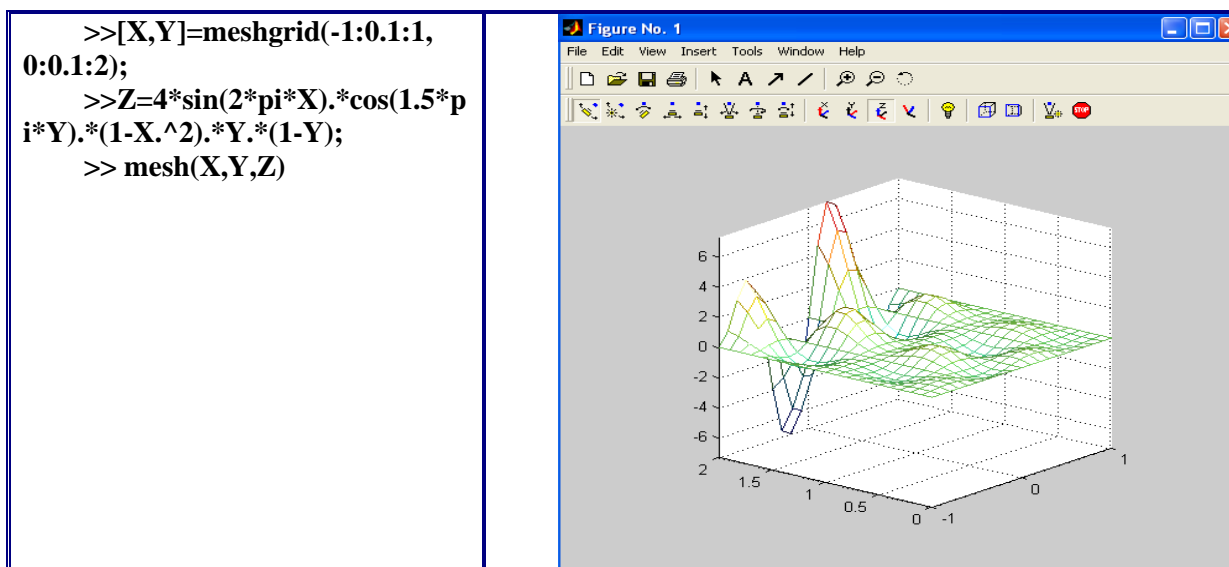 >>[X,Y]=meshgrid(-1:0.1:1,
0:0.1:2);
>>Z=4*sin(2*pi*X).*cos(1.5*p
i*Y).*(1-X.^2).*Y.*(1-Y);
>> mesh(X,Y,Z)
Figure No. 1
File Edit View Insert Tools Window Help
A
STOP
6
4
2
0
-2
-4
-6
2
1.5
1
0.5
0
-1
0
1